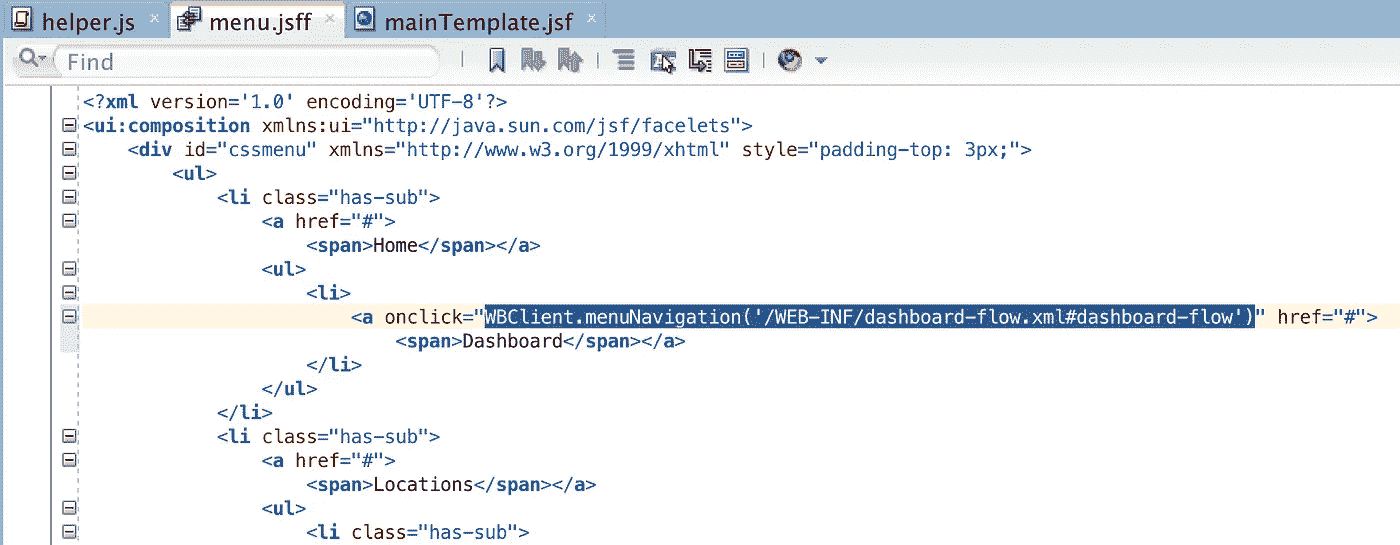 helper.js menu.jsff mainTemplate.jsf
Find
<?xml version='1.0' encoding='UTF-8'?>
<ui:composition xmlns:ui="http://java.sun.com/jsf/facelets">
<div id="cssmenu" xmlns="http://www.w3.org/1999/xhtml" style="padding-top: 3px;">
<ul>
<li class="has-sub">
<a href="#">
<span>Home</span></a>
<ul>
<li>
<a onclick="WBClient.menuNavigation('/WEB-INF/dashboard-flow.xml#dashboard-flow')" href="#">
<span>Dashboard</span></a>
</li>
</ul>
</li>
<li class="has-sub">
<a href="#">
<span>Locations</span></a>
<ul>
<li class="has-sub">